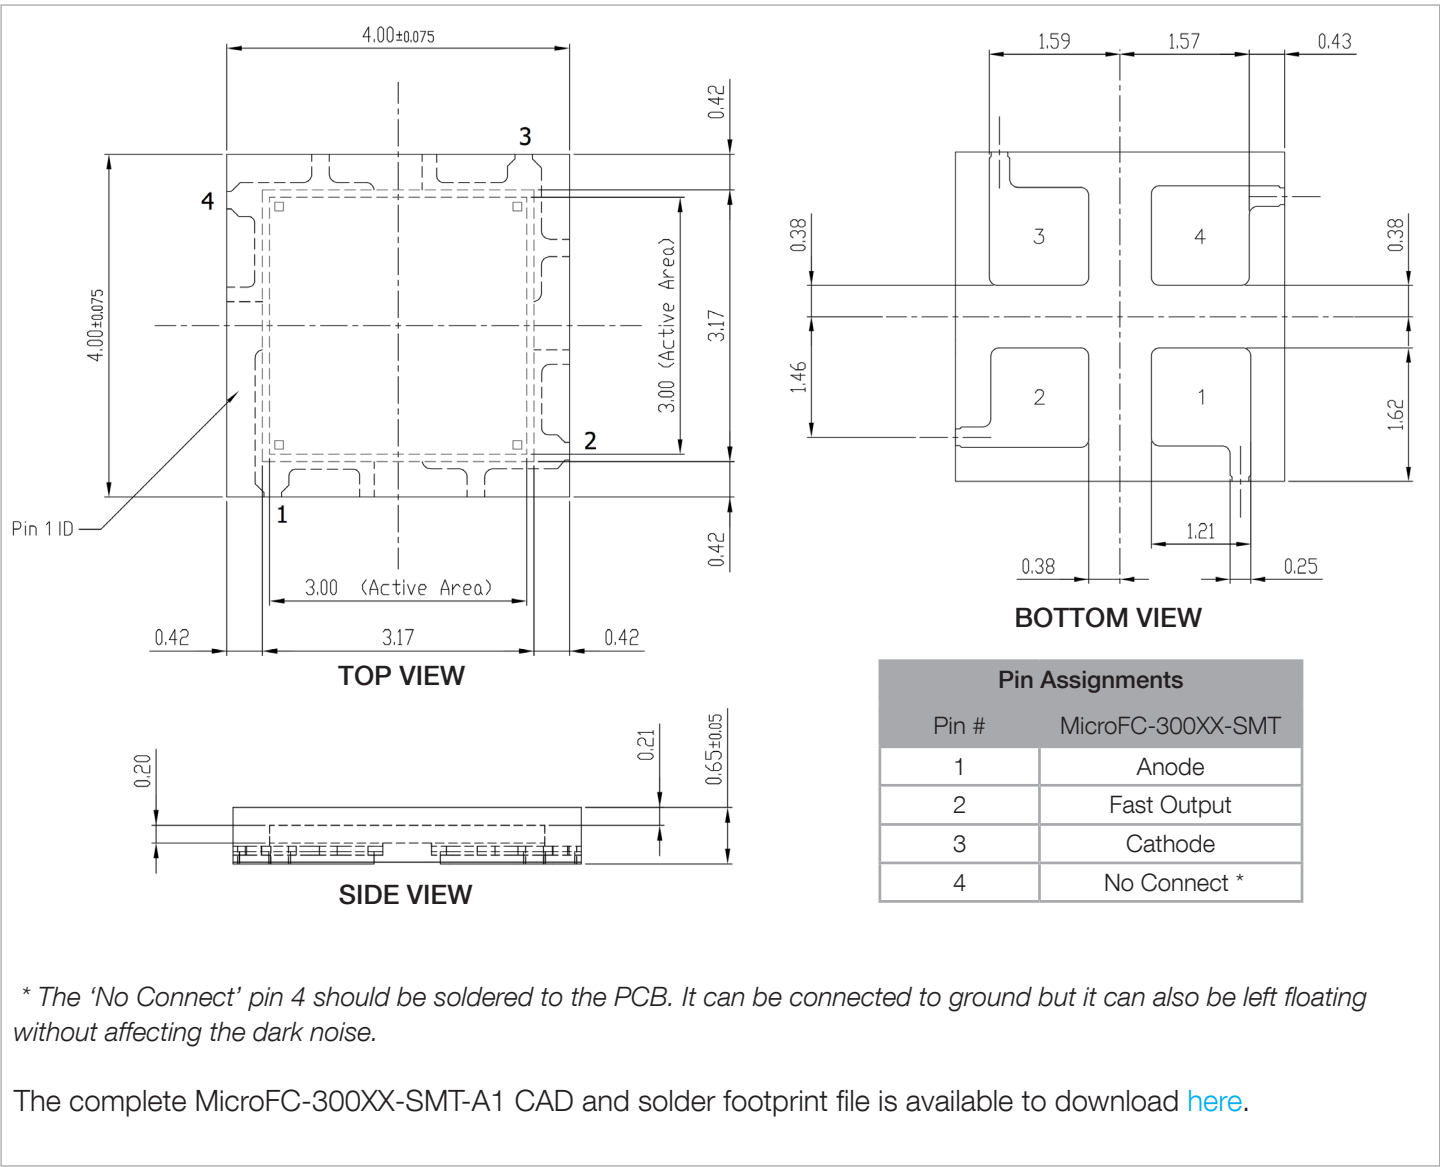 4.00±0.075
0.42
3
4
4.00±0.075
3.00 (Active Area)
3.17
2
1
Pin 1 ID
0.42
3.00 (Active Area)
0.42
3.17
0.42
TOP VIEW
1.59
1.57
0.43
0.38
3
4
0.38
1.46
2
1
1.62
1.21
0.38
0.25
BOTTOM VIEW
0.20
0.21
0.65±0.05
SIDE VIEW
Pin Assignments
Pin # MicroFC-300XX-SMT
1 Anode
2 Fast Output
3 Cathode
4 No Connect *
* The ‘No Connect’ pin 4 should be soldered to the PCB. It can be connected to ground but it can also be left floating
without affecting the dark noise.
The complete MicroFC-300XX-SMT-A1 CAD and solder footprint file is available to download here.